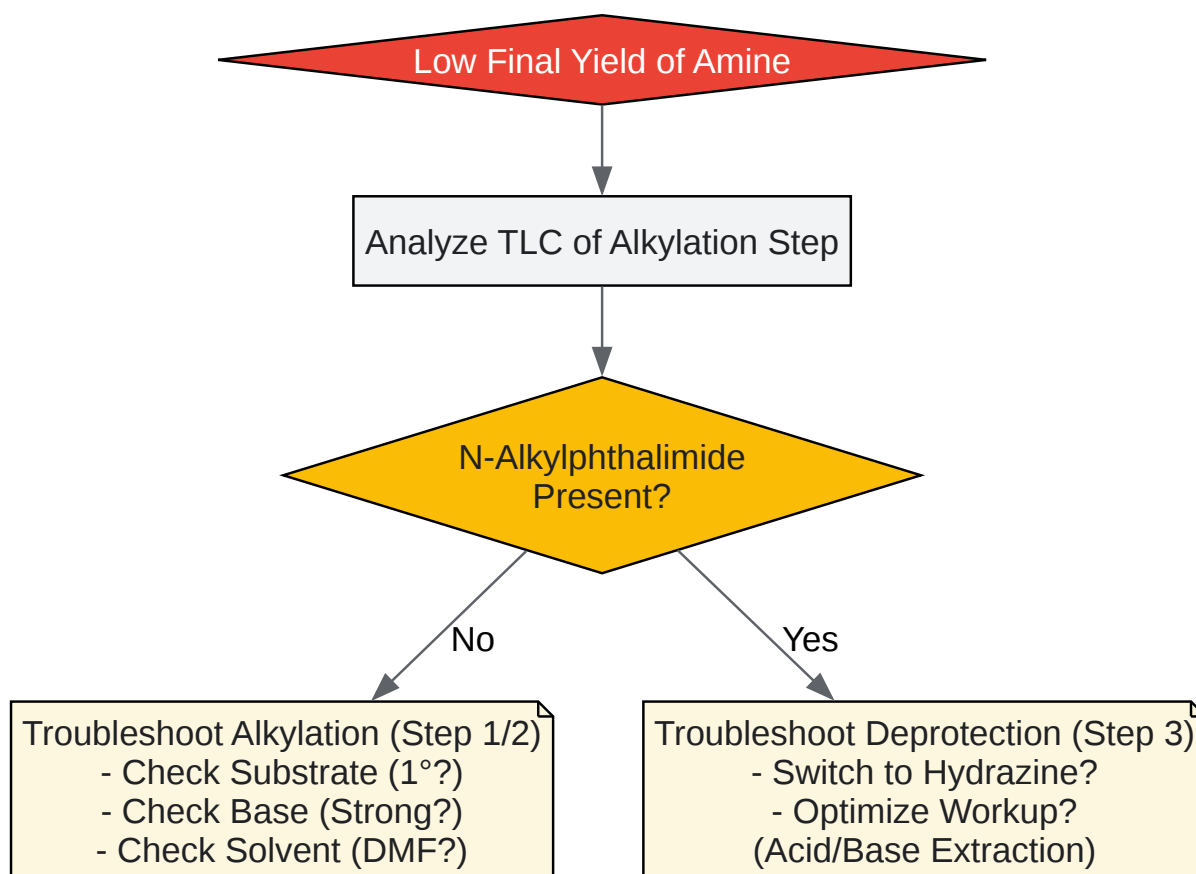 Low Final Yield of Amine
Analyze TLC of Alkylation Step
N-Alkylphthalimide
Present?
No
Yes
Troubleshoot Alkylation (Step 1/2)
- Check Substrate (1°?)
- Check Base (Strong?)
- Check Solvent (DMF?)
Troubleshoot Deprotection (Step 3)
- Switch to Hydrazine?
- Optimize Workup?
(Acid/Base Extraction)